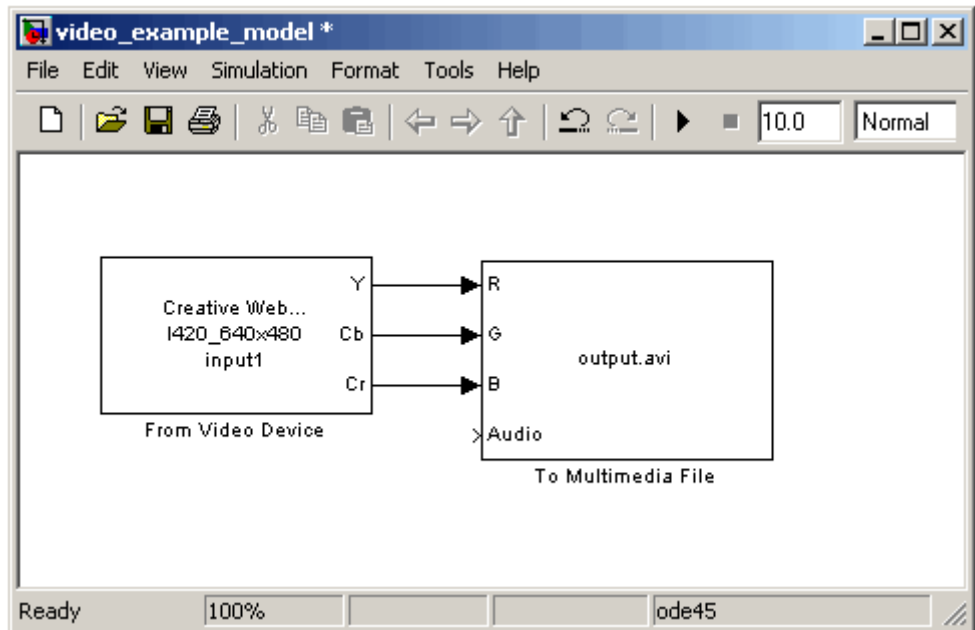 video_example_model *
File Edit View Simulation Format Tools Help
10.0 Normal
Creative Web...
I420_640x480
input1
Y
Cb
Cr
From Video Device
R
G
B
Audio
output.avi
To Multimedia File
Ready 100% ode45